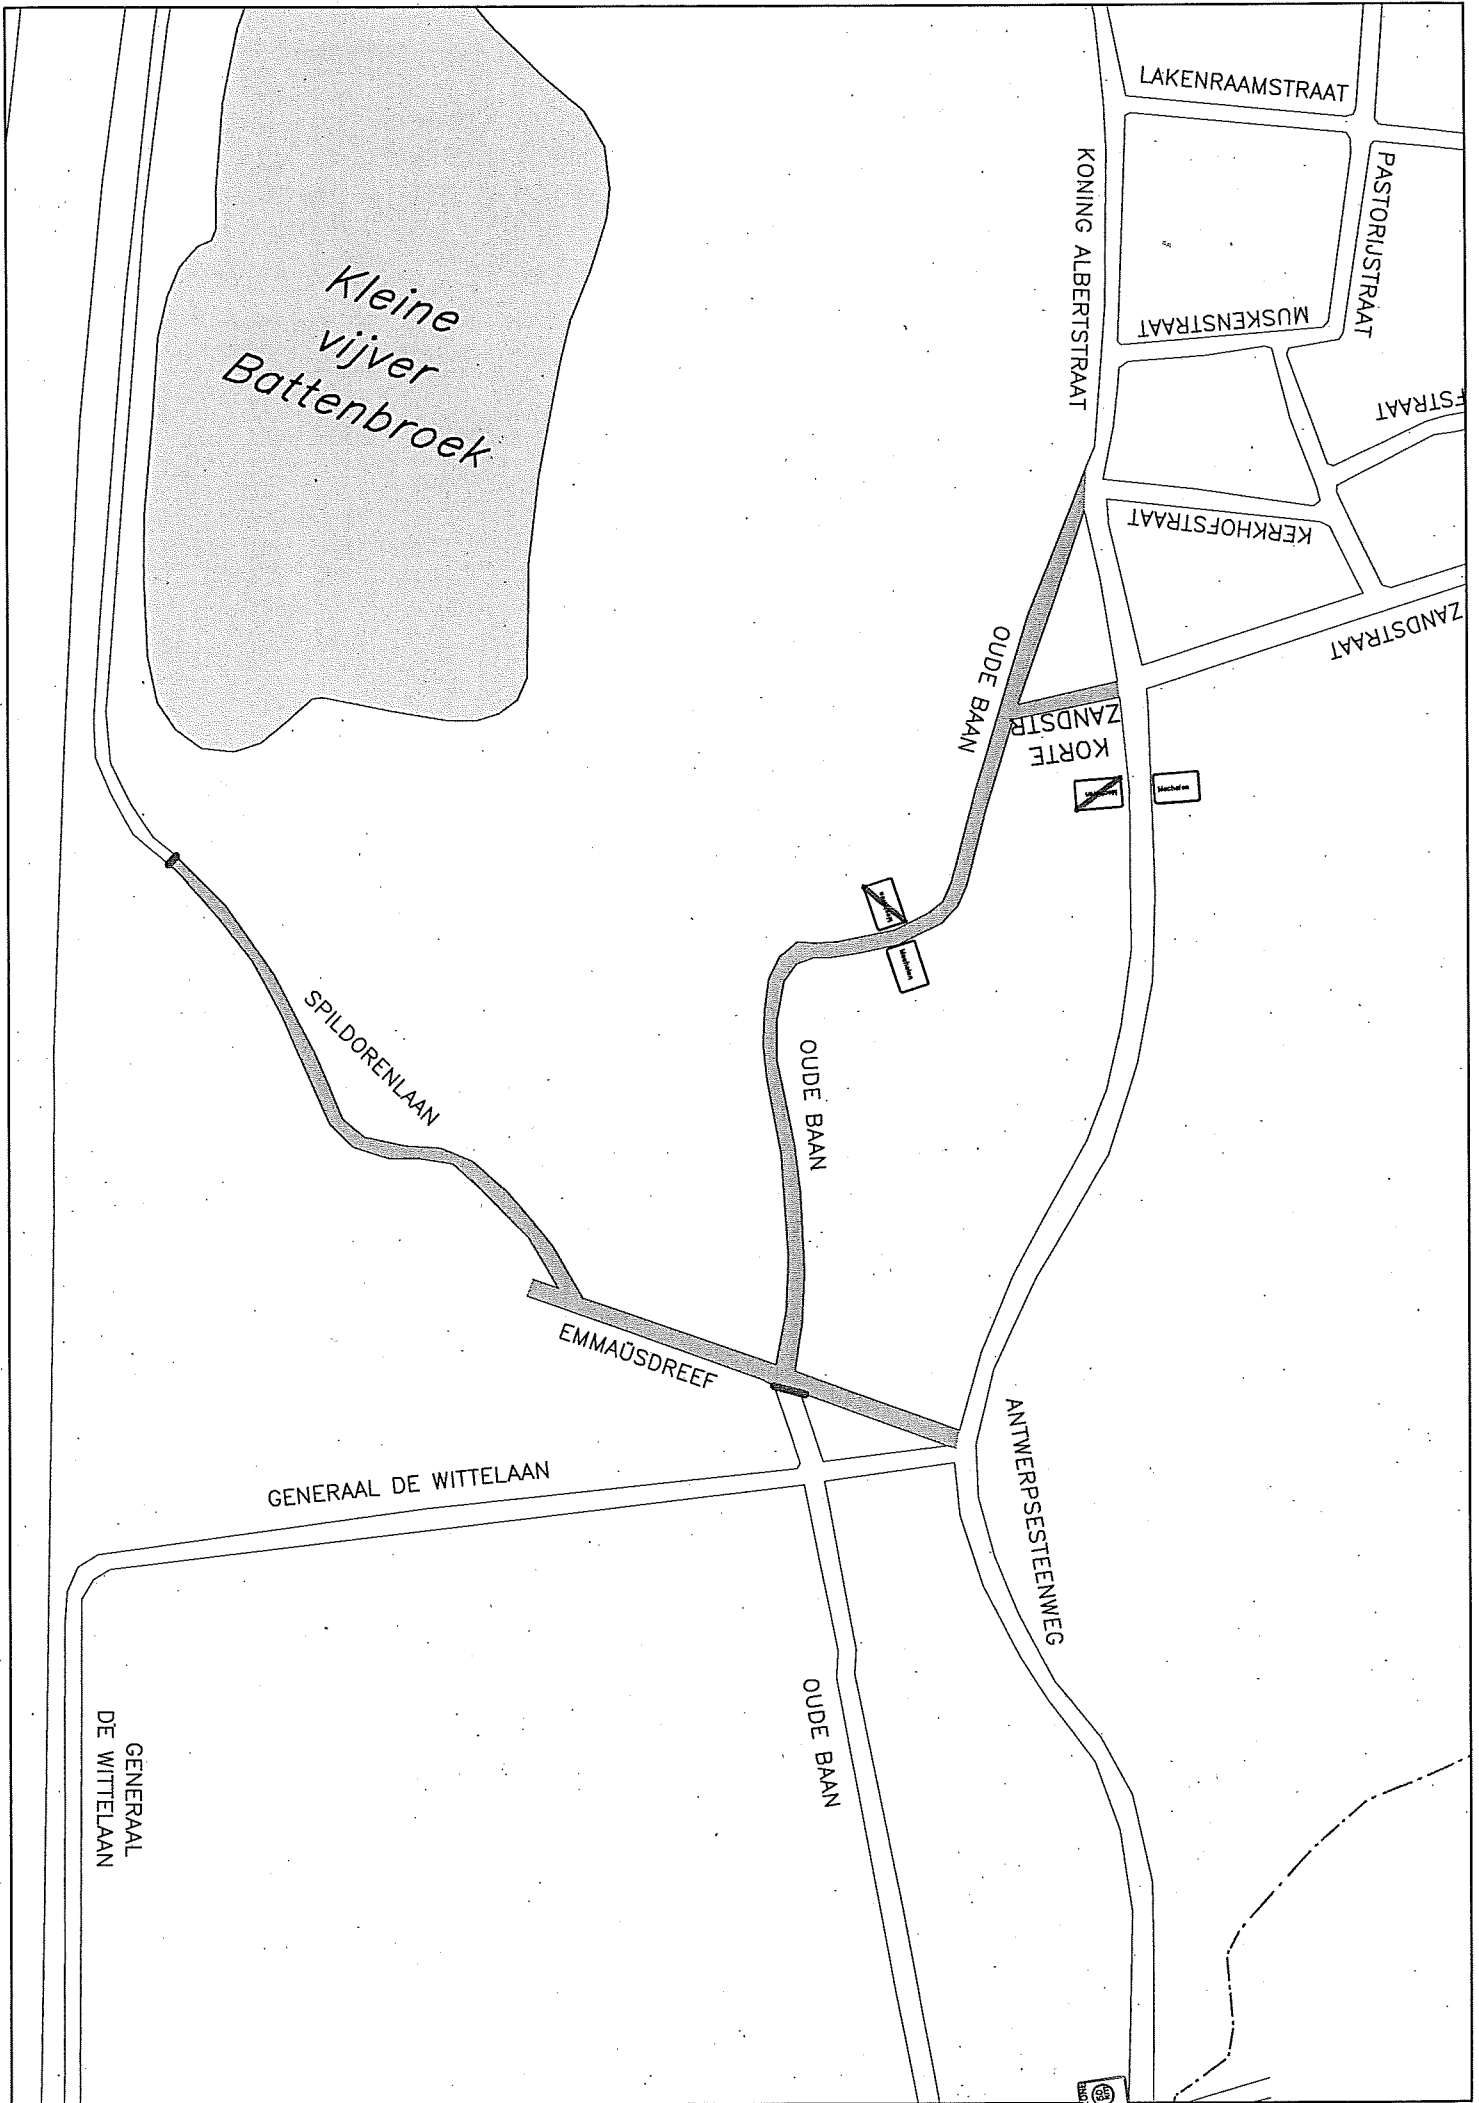 LAKENRAAMSTRAAT
PASTORIJSTRAAT
KONING ALBERTSTRAAT
MUSKENSTRAAT
Kleine
vijver
Battenbroek
FSTRAAT
KERKHOFSTRAAT
ZANDSTRAAT
OUDE BAAN
KORTE
ZANDSTR
Mechelen
Mechelen
SPILDORENLAAN
OUDE BAAN
EMMAÜSDREEF
ANTWERPSESTEENWEG
GENERAAL DE WITTELAAN
OUDE BAAN
GENERAAL
DE WITTELAAN